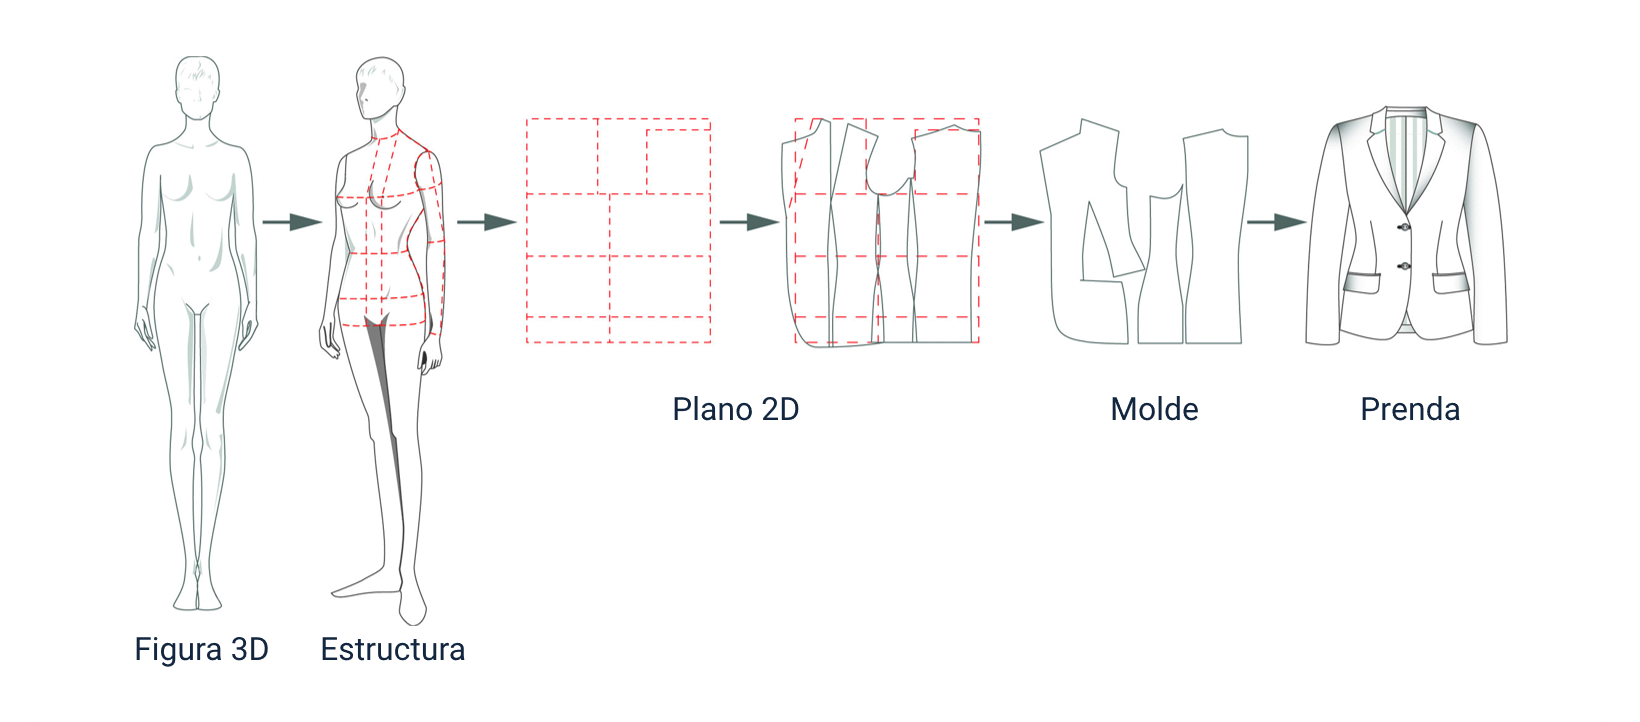 Plano 2D
Molde
Prenda
Figura 3D
Estructura